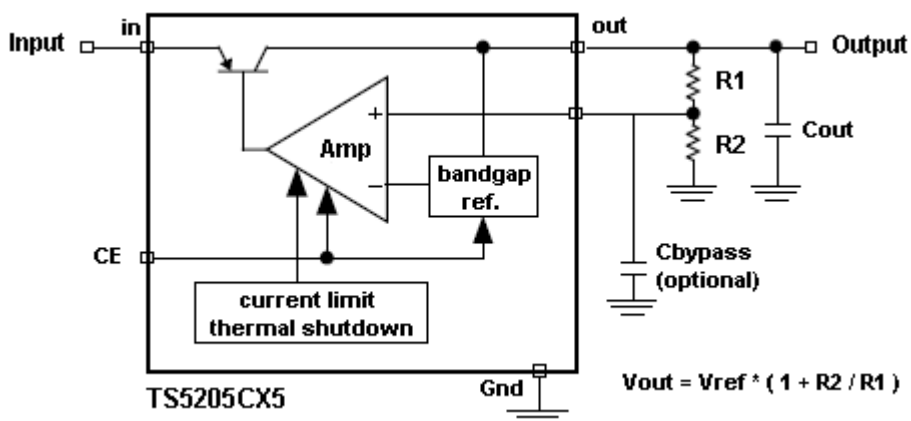 in
out
Input
Output
R1
+
Amp
R2
Cout
−
bandgap
ref.
CE
Cbypass
(optional)
current limit
thermal shutdown
Gnd
Vout = Vref * ( 1 + R2 / R1 )
TS5205CX5